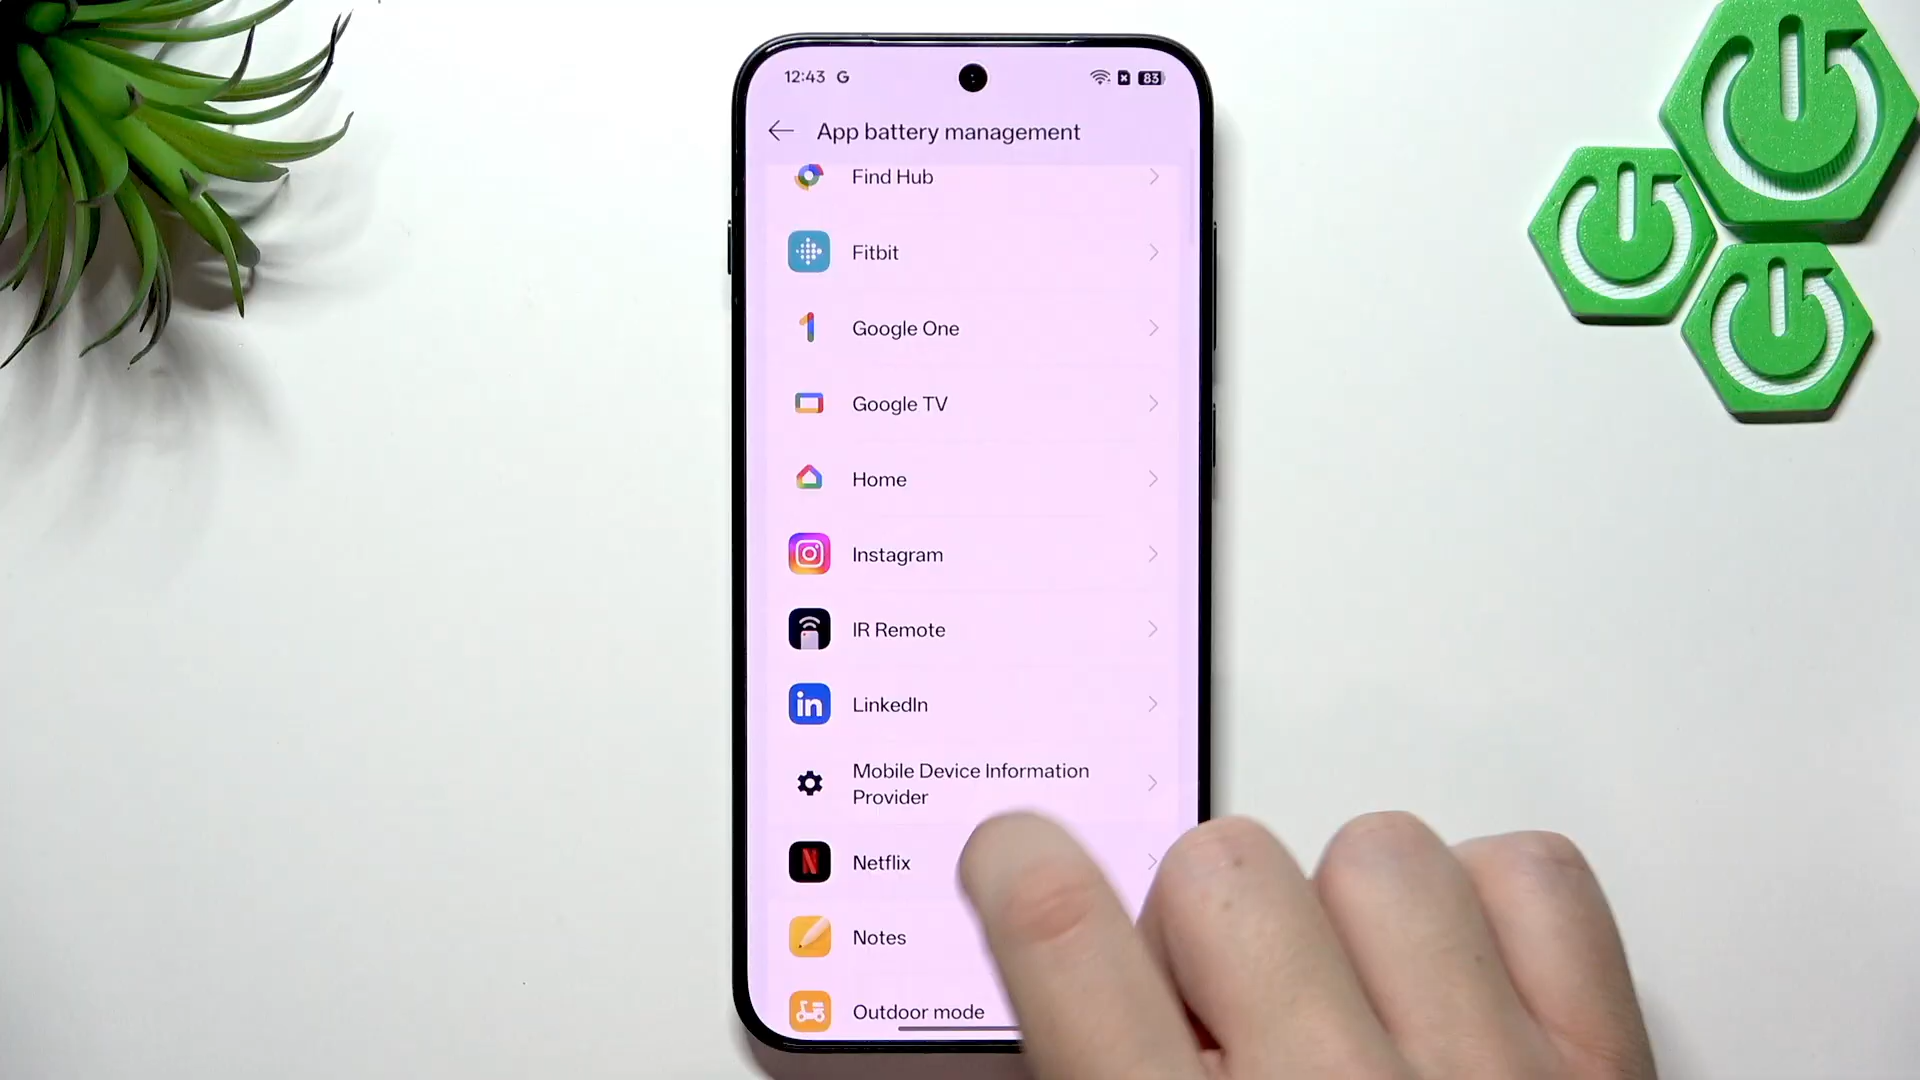 12:43 G
83
App battery management
Find Hub
Fitbit
Google One
Google TV
Home
Instagram
IR Remote
in
LinkedIn
Mobile Device Information
Provider
N
Netflix
Notes
Outdoor mode